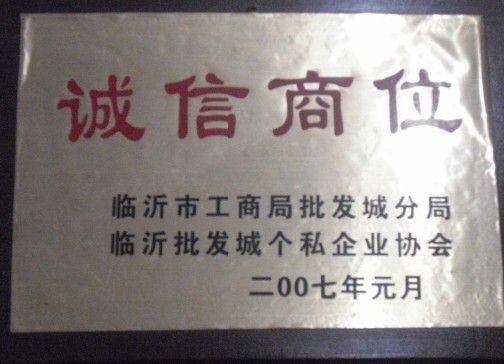 诚信商位
临沂市工商局批发城分局
临沂批发城个私企业协会
二00七年元月